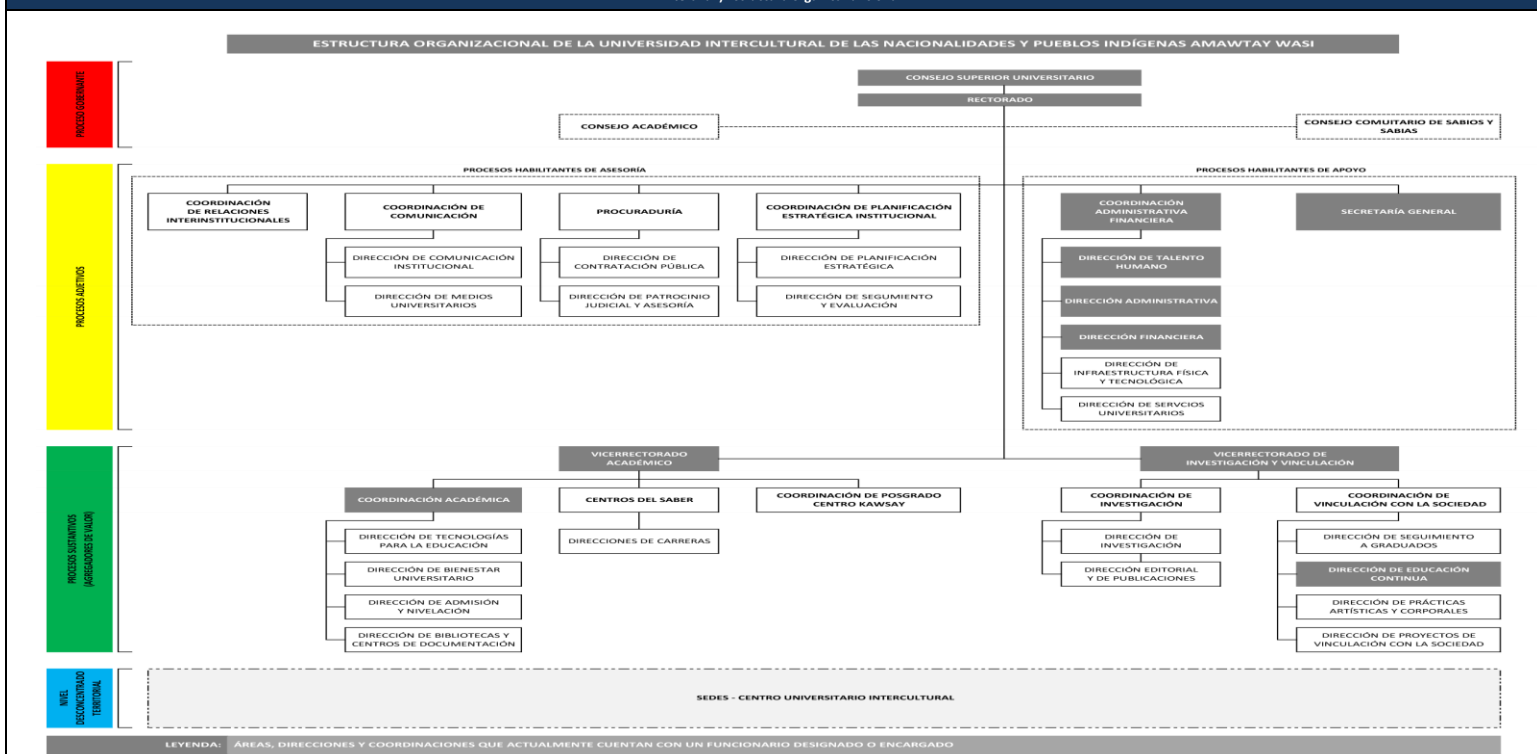 ESTRUCTURA ORGANIZACIONAL DE LA UNIVERSIDAD INTERCULTURAL DE LAS NACIONALIDADES Y PUEBLOS INDÍGENAS AMAWTAY WASI
PROCESO GOBERNANTE
CONSEJO SUPERIOR UNIVERSITARIO
RECTORADO
CONSEJO ACADÉMICO
CONSEJO COMUITARIO DE SABIOS Y
SABIAS
PROCESOS ADJETIVOS
PROCESOS HABILITANTES DE ASESORÍA
COORDINACIÓN
DE RELACIONES
INTERINSTITUCIONALES
COORDINACIÓN DE
COMUNICACIÓN
DIRECCIÓN DE COMUNICACIÓN
INSTITUCIONAL
DIRECCIÓN DE MEDIOS
UNIVERSITARIOS
PROCURADURÍA
DIRECCIÓN DE
CONTRATACIÓN PÚBLICA
DIRECCIÓN DE PATROCINIO
JUDICIAL Y ASESORÍA
COORDINACIÓN DE PLANIFICACIÓN
ESTRATÉGICA INSTITUCIONAL
DIRECCIÓN DE PLANIFICACIÓN
ESTRATÉGICA
DIRECCIÓN DE SEGUMIENTO
Y EVALUACIÓN
PROCESOS HABILITANTES DE APOYO
COORDINACIÓN
ADMINISTRATIVA
FINANCIERA
DIRECCIÓN DE TALENTO
HUMANO
DIRECCIÓN ADMINISTRATIVA
DIRECCIÓN FINANCIERA
DIRECCIÓN DE
INFRAESTRUCTURA FÍSICA
Y TECNOLÓGICA
DIRECCIÓN DE SERVCIOS
UNIVERSITARIOS
SECRETARÍA GENERAL
PROCESOS SUSTANTIVOS
(AGREGADORES DE VALOR)
VICERRECTORADO
ACADÉMICO
COORDINACIÓN ACADÉMICA
DIRECCIÓN DE TECNOLOGÍAS
PARA LA EDUCACIÓN
DIRECCIÓN DE BIENESTAR
UNIVERSITARIO
DIRECCIÓN DE ADMISIÓN
Y NIVELACIÓN
DIRECCIÓN DE BIBLIOTECAS Y
CENTROS DE DOCUMENTACIÓN
CENTROS DEL SABER
DIRECCIONES DE CARRERAS
COORDINACIÓN DE POSGRADO
CENTRO KAWSAY
VICERRECTORADO DE
INVESTIGACIÓN Y VINCULACIÓN
COORDINACIÓN DE
INVESTIGACIÓN
DIRECCIÓN DE
INVESTIGACIÓN
DIRECCIÓN EDITORIAL
Y DE PUBLICACIONES
COORDINACIÓN DE
VINCULACIÓN CON LA SOCIEDAD
DIRECCIÓN DE SEGUIMIENTO
A GRADUADOS
DIRECCIÓN DE EDUCACIÓN
CONTINUA
DIRECCIÓN DE PRÁCTICAS
ARTÍSTICAS Y CORPORALES
DIRECCIÓN DE PROYECTOS DE
VINCULACIÓN CON LA SOCIEDAD
NIVEL
DESCONCENTRADO
TERRITORIAL
SEDES - CENTRO UNIVERSITARIO INTERCULTURAL
LEYENDA: ÁREAS, DIRECCIONES Y COORDINACIONES QUE ACTUALMENTE CUENTAN CON UN FUNCIONARIO DESIGNADO O ENCARGADO